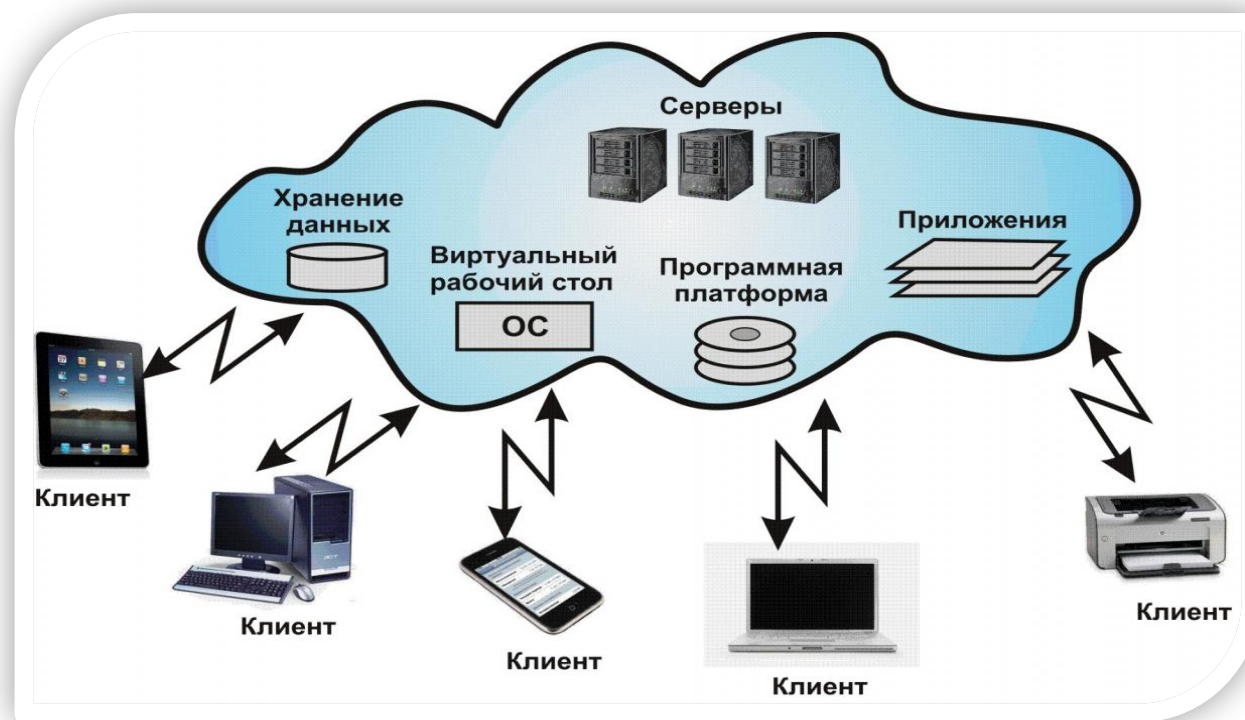 Серверы
Хранение
данных
Виртуальный
рабочий стол
ОС
Программная
платформа
Приложения
Клиент
Клиент
Клиент
Клиент
Клиент